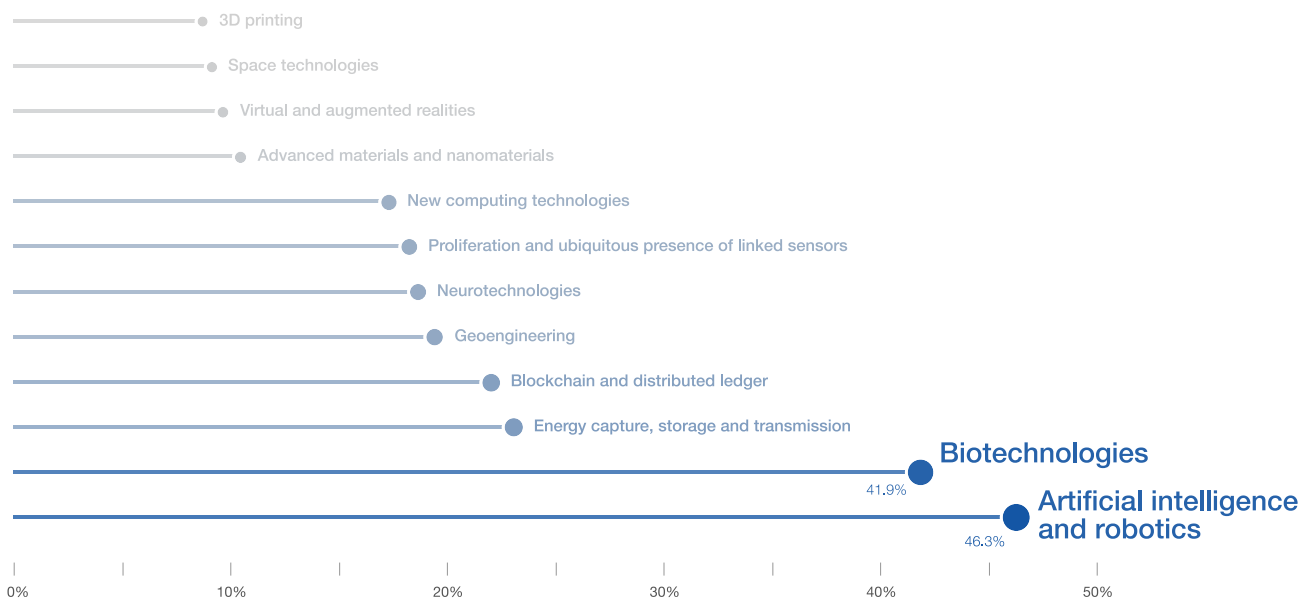 3D printing
Space technologies
Virtual and augmented realities
Advanced materials and nanomaterials
New computing technologies
Proliferation and ubiquitous presence of linked sensors
Neurotechnologies
Geoengineering
Blockchain and distributed ledger
Energy capture, storage and transmission
Biotechnologies
41.9%
Artificial intelligence
and robotics
46.3%
0% 10% 20% 30% 40% 50%